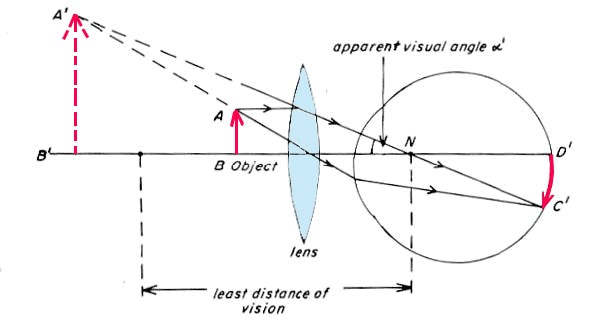 A'
apparent visual angle α'
A
N
B'
B Object
D'
C'
lens
least distance of
vision